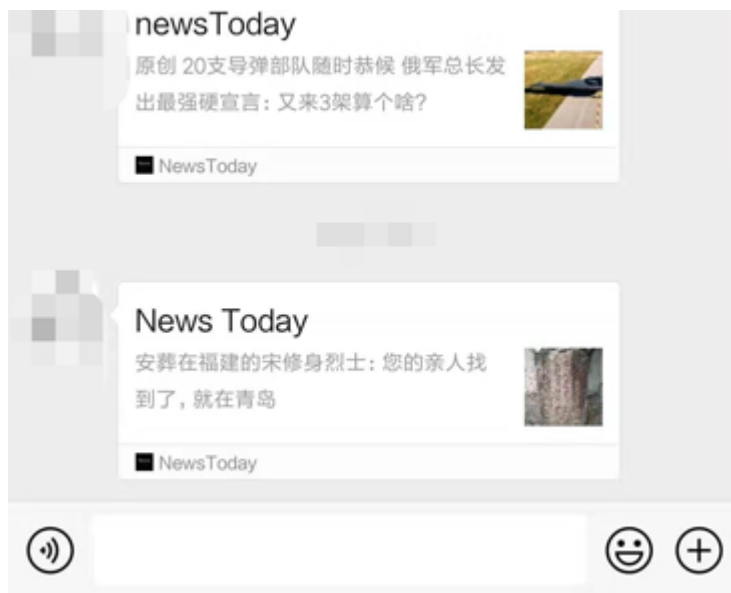 newsToday
原创 20支导弹部队随时恭候 俄军总长发
出最强硬宣言：又来3架算个啥？
NewsToday
News Today
安葬在福建的宋修身烈士：您的亲人找
到了，就在青岛
NewsToday